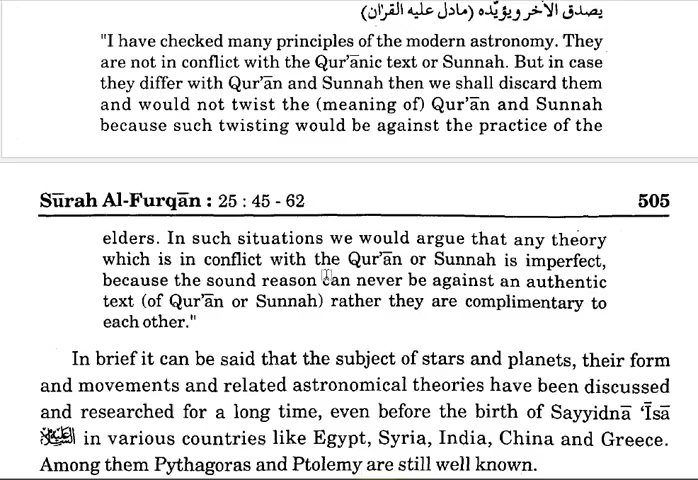 يصدق الآخر ويؤيّده (مادل عليه القرٰان)
"I have checked many principles of the modern astronomy. They
are not in conflict with the Qur'ānic text or Sunnah. But in case
they differ with Qur'ān and Sunnah then we shall discard them
and would not twist the (meaning of) Qur'ān and Sunnah
because such twisting would be against the practice of the
Sūrah Al-Furqān : 25 : 45 - 62 505
elders. In such situations we would argue that any theory
which is in conflict with the Qur'ān or Sunnah is imperfect,
because the sound reason can never be against an authentic
text (of Qur'ān or Sunnah) rather they are complimentary to
each other."
In brief it can be said that the subject of stars and planets, their form
and movements and related astronomical theories have been discussed
and researched for a long time, even before the birth of Sayyidnā 'Īsā
in various countries like Egypt, Syria, India, China and Greece.
Among them Pythagoras and Ptolemy are still well known.